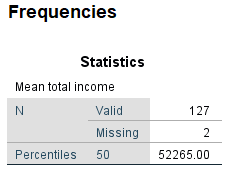 Frequencies
Statistics
Mean total income
N Valid 127
Missing 2
Percentiles 50 52265.00